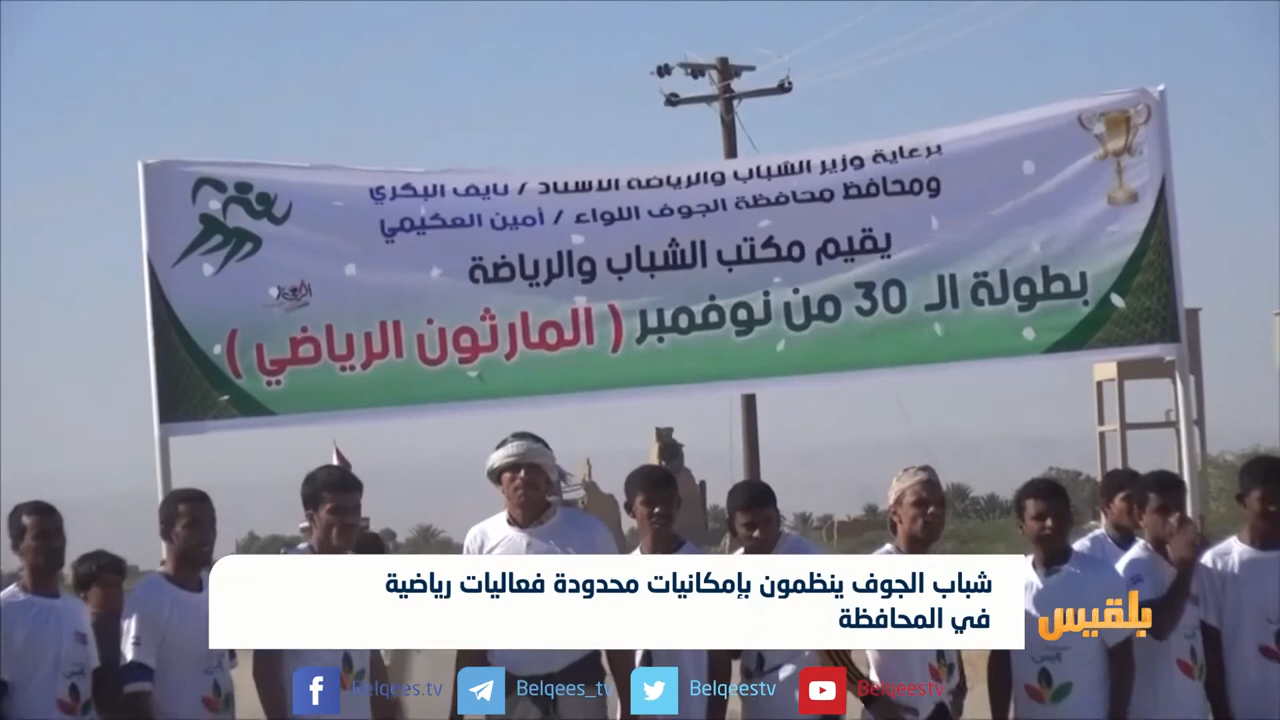 برعاية وزير الشباب والرياضة الاستاذ / نايف البكري
ومحافظ محافظة الجوف اللواء / أمين العكيمي
يقيم مكتب الشباب والرياضة
بطولة الـ 30 من نوفمبر ( المارثون الرياضي )
شباب الجوف ينظمون بإمكانيات محدودة فعاليات رياضية
في المحافظة
بلقيس
Belqees.tv
Belqees_tv
Belqeestv
Belqeestv